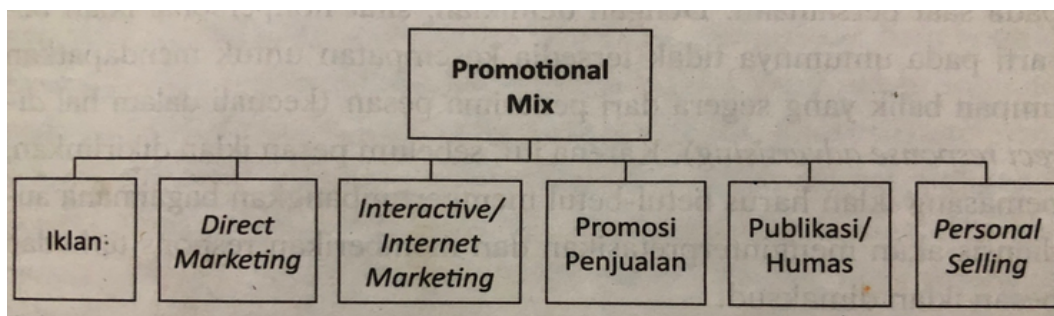 Promotional
Mix
Iklan
Direct
Marketing
Interactive/
Internet
Marketing
Promosi
Penjualan
Publikasi/
Humas
Personal
Selling